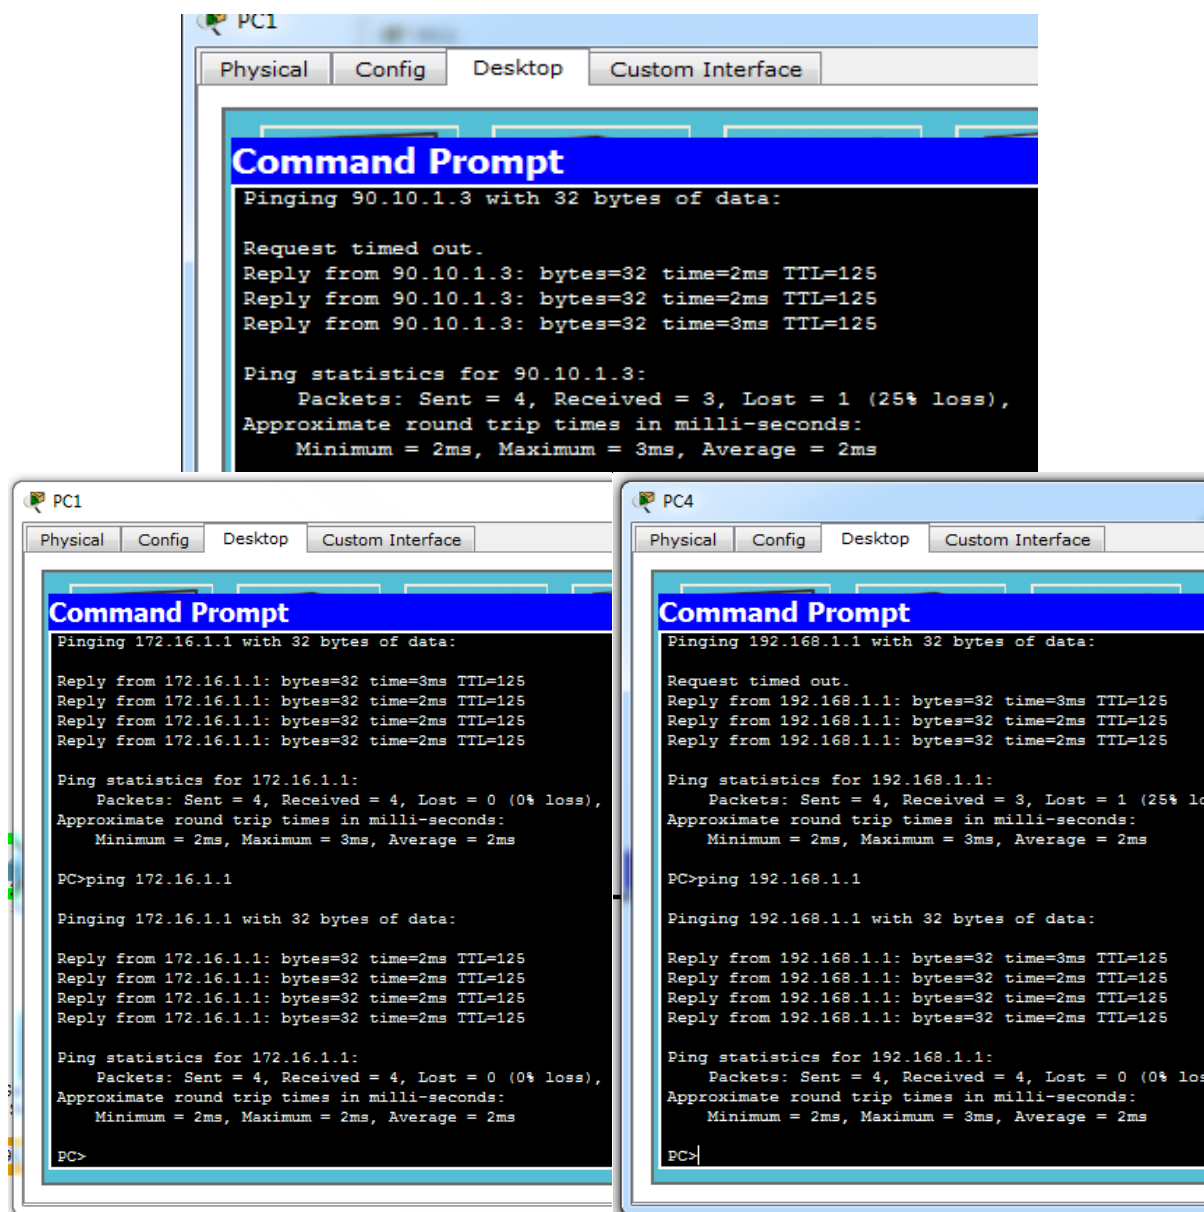 PC1
Physical Config Desktop Custom Interface
Command Prompt
Pinging 90.10.1.3 with 32 bytes of data:
Request timed out.
Reply from 90.10.1.3: bytes=32 time=2ms TTL=125
Reply from 90.10.1.3: bytes=32 time=2ms TTL=125
Reply from 90.10.1.3: bytes=32 time=3ms TTL=125
Ping statistics for 90.10.1.3:
Packets: Sent = 4, Received = 3, Lost = 1 (25% loss),
Approximate round trip times in milli-seconds:
Minimum = 2ms, Maximum = 3ms, Average = 2ms
PC1
Physical Config Desktop Custom Interface
Command Prompt
Pinging 172.16.1.1 with 32 bytes of data:
Reply from 172.16.1.1: bytes=32 time=3ms TTL=125
Reply from 172.16.1.1: bytes=32 time=2ms TTL=125
Reply from 172.16.1.1: bytes=32 time=2ms TTL=125
Reply from 172.16.1.1: bytes=32 time=2ms TTL=125
Ping statistics for 172.16.1.1:
Packets: Sent = 4, Received = 4, Lost = 0 (0% loss),
Approximate round trip times in milli-seconds:
Minimum = 2ms, Maximum = 3ms, Average = 2ms
PC>ping 172.16.1.1
Pinging 172.16.1.1 with 32 bytes of data:
Reply from 172.16.1.1: bytes=32 time=2ms TTL=125
Reply from 172.16.1.1: bytes=32 time=2ms TTL=125
Reply from 172.16.1.1: bytes=32 time=2ms TTL=125
Reply from 172.16.1.1: bytes=32 time=2ms TTL=125
Ping statistics for 172.16.1.1:
Packets: Sent = 4, Received = 4, Lost = 0 (0% loss),
Approximate round trip times in milli-seconds:
Minimum = 2ms, Maximum = 2ms, Average = 2ms
PC>
PC4
Physical Config Desktop Custom Interface
Command Prompt
Pinging 192.168.1.1 with 32 bytes of data:
Request timed out.
Reply from 192.168.1.1: bytes=32 time=3ms TTL=125
Reply from 192.168.1.1: bytes=32 time=2ms TTL=125
Reply from 192.168.1.1: bytes=32 time=2ms TTL=125
Ping statistics for 192.168.1.1:
Packets: Sent = 4, Received = 3, Lost = 1 (25% lo
Approximate round trip times in milli-seconds:
Minimum = 2ms, Maximum = 3ms, Average = 2ms
PC>ping 192.168.1.1
Pinging 192.168.1.1 with 32 bytes of data:
Reply from 192.168.1.1: bytes=32 time=3ms TTL=125
Reply from 192.168.1.1: bytes=32 time=2ms TTL=125
Reply from 192.168.1.1: bytes=32 time=2ms TTL=125
Reply from 192.168.1.1: bytes=32 time=2ms TTL=125
Ping statistics for 192.168.1.1:
Packets: Sent = 4, Received = 4, Lost = 0 (0% los
Approximate round trip times in milli-seconds:
Minimum = 2ms, Maximum = 3ms, Average = 2ms
PC>